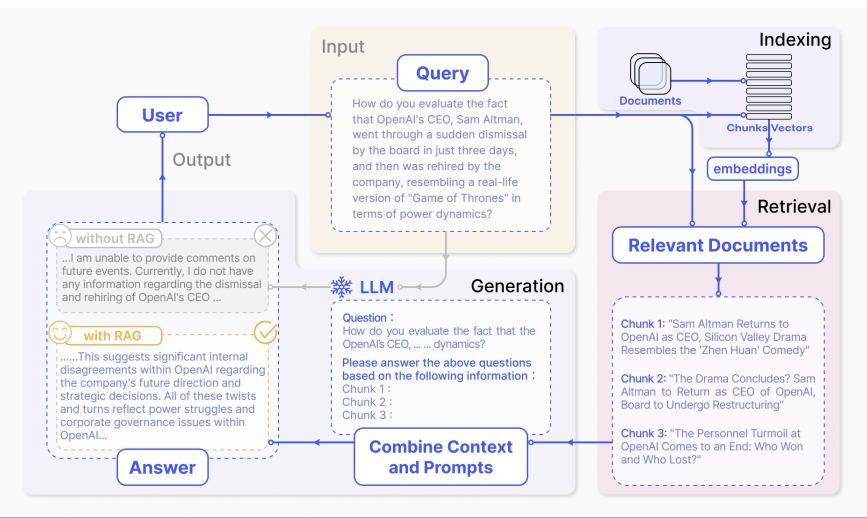 Input
Query
How do you evaluate the fact
that OpenAI's CEO, Sam Altman,
went through a sudden dismissal
by the board in just three days,
and then was rehired by the
company, resembling a real-life
version of "Game of Thrones" in
terms of power dynamics?
Indexing
Documents
Chunks
Vectors
embeddings
User
Output
Retrieval
Relevant Documents
Chunk 1: "Sam Altman Returns to
OpenAI as CEO, Silicon Valley Drama
Resembles the 'Zhen Huan' Comedy"
Chunk 2: "The Drama Concludes? Sam
Altman to Return as CEO of OpenAI,
Board to Undergo Restructuring"
Chunk 3: "The Personnel Turmoil at
OpenAI Comes to an End: Who Won
and Who Lost?"
Generation
LLM
Question :
How do you evaluate the fact that the
OpenAI's CEO, ... ... dynamics?
Please answer the above questions
based on the following information :
Chunk 1 :
Chunk 2 :
Chunk 3 :
Combine Context
and Prompts
without RAG
...I am unable to provide comments on
future events. Currently, I do not have
any information regarding the dismissal
and rehiring of OpenAI's CEO ...
with RAG
......This suggests significant internal
disagreements within OpenAI regarding
the company's future direction and
strategic decisions. All of these twists
and turns reflect power struggles and
corporate governance issues within
OpenAI...
Answer